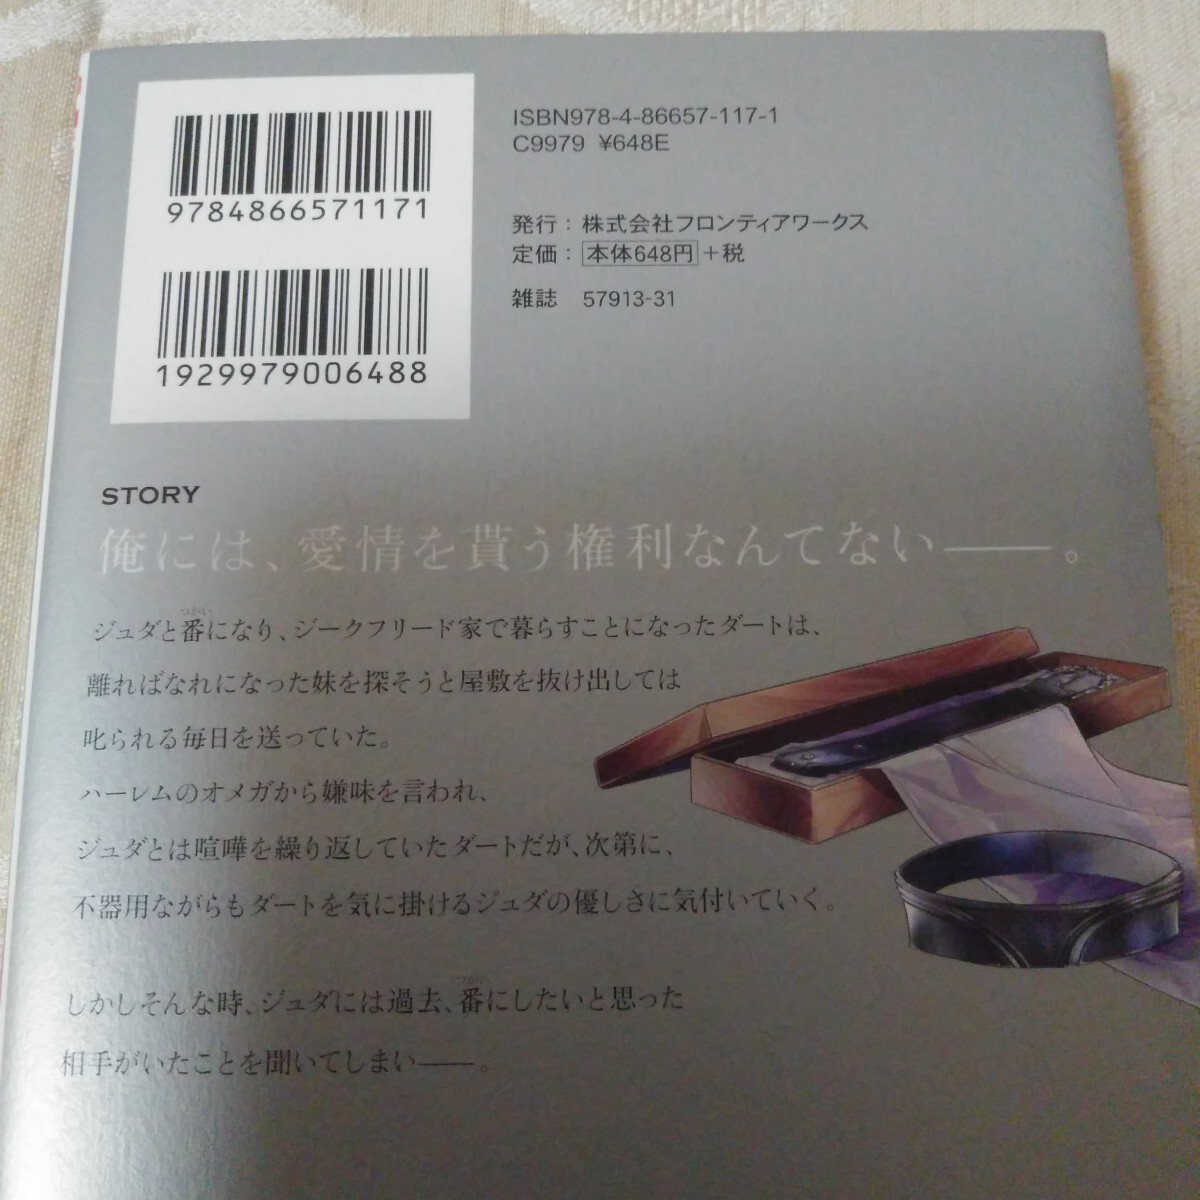 9784866571171
ISBN978-4-86657-117-1
C9979 ¥648E
1929979006488
発行：株式会社フロンティアワークス
定価：本体648円＋税
雑誌 57913-31
STORY
俺には、愛情を貰う権利なんてない――。
ジュダと番になり、ジークフリード家で暮らすことになったダートは、
離ればなれになった妹を探そうと屋敷を抜け出しては
叱られる毎日を送っていた。
ハーレムのオメガから嫌味を言われ、
ジュダとは喧嘩を繰り返していたダートだが、次第に、
不器用ながらもダートを気に掛けるジュダの優しさに気付いていく。
しかしそんな時、ジュダには過去、番にしたいと思った
相手がいたことを聞いてしまい――。